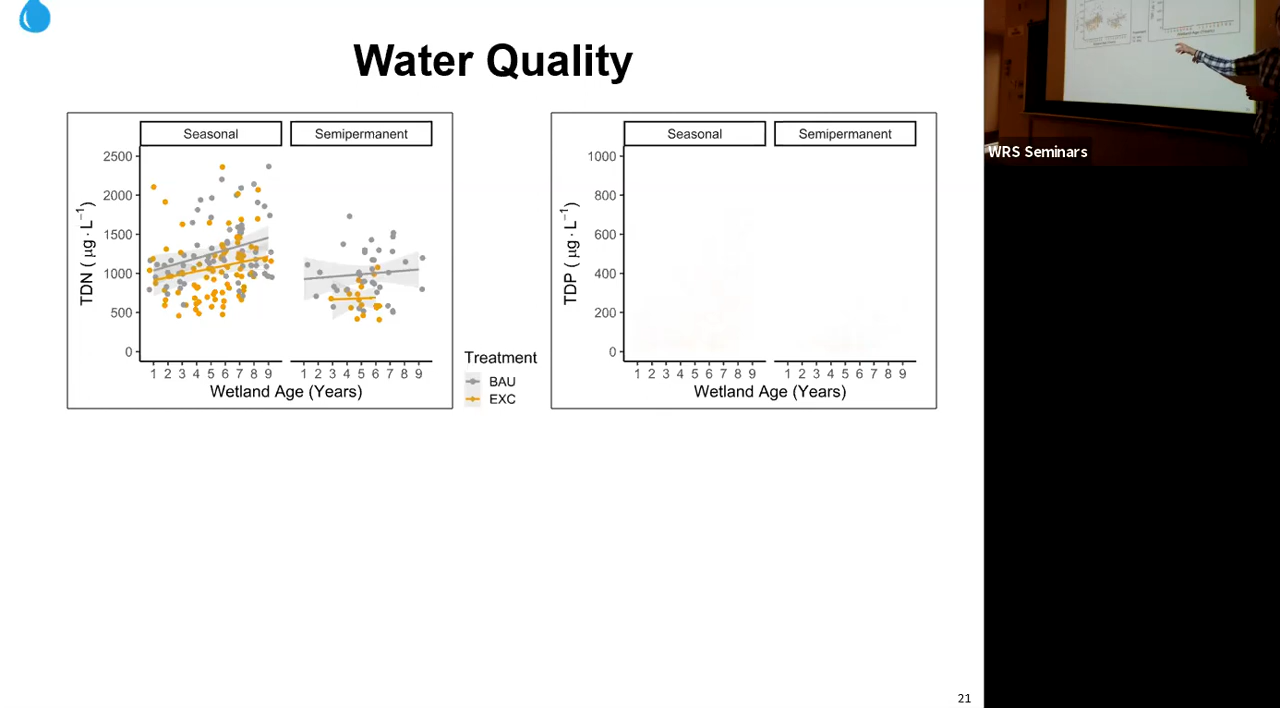 Water Quality
Seasonal
Semipermanent
TDN ( μg · L⁻¹)
2500
2000
1500
1000
500
0
1 2 3 4 5 6 7 8 9
1 2 3 4 5 6 7 8 9
Wetland Age (Years)
Treatment
BAU
EXC
Seasonal
Semipermanent
TDP ( μg · L⁻¹)
1000
800
600
400
200
0
1 2 3 4 5 6 7 8 9
1 2 3 4 5 6 7 8 9
Wetland Age (Years)
21
WRS Seminars